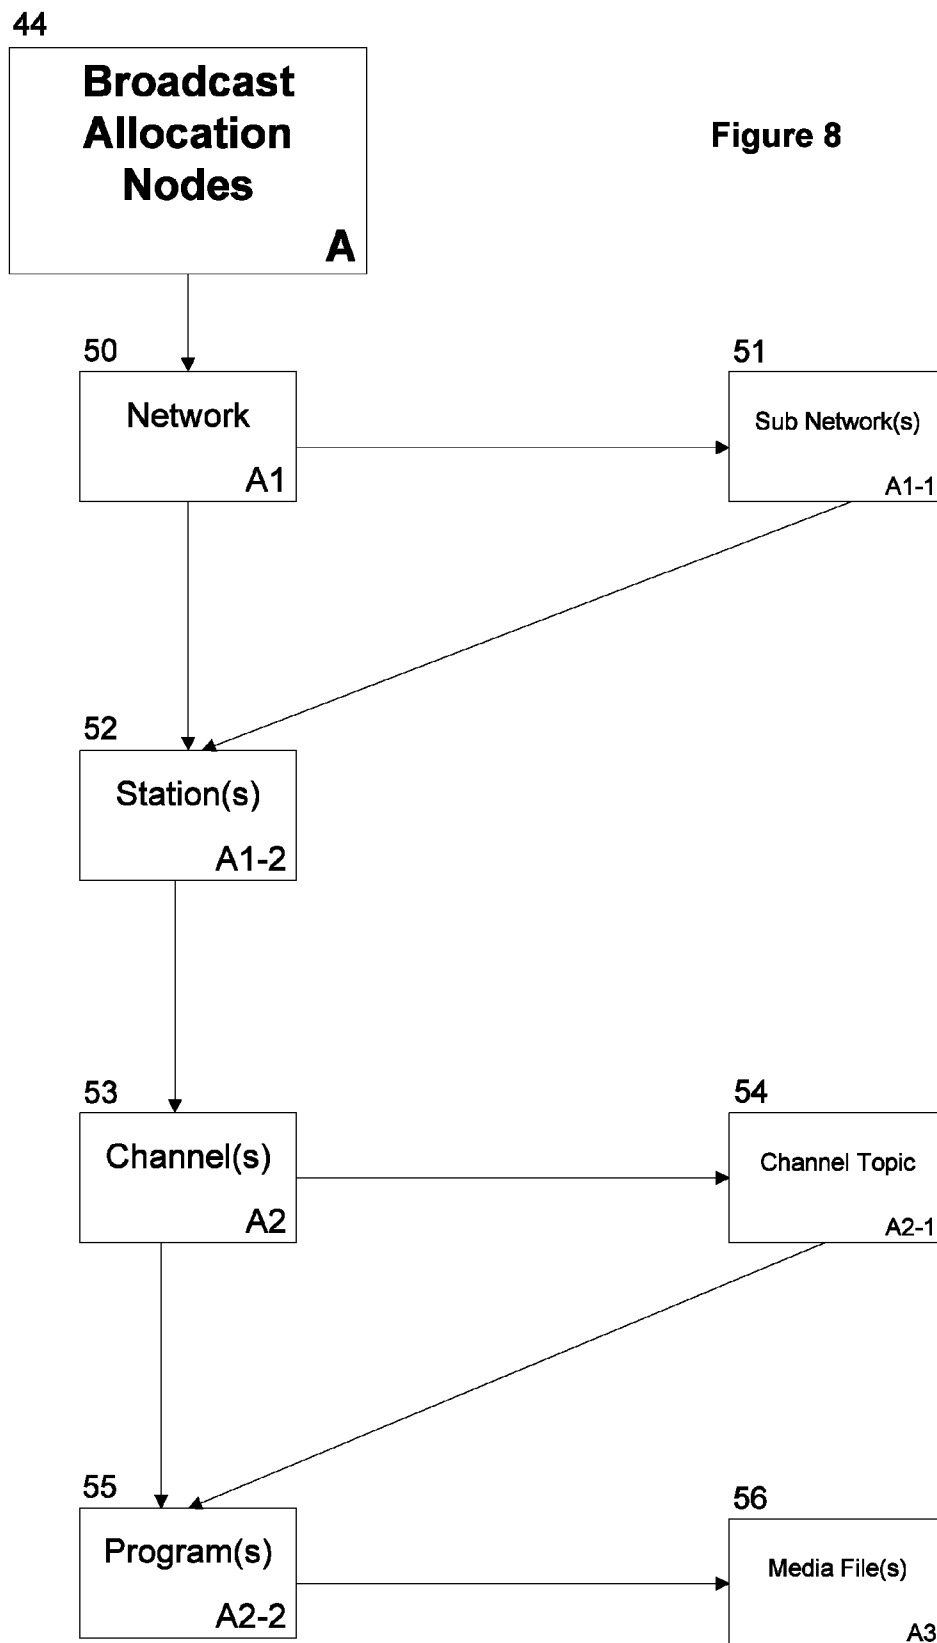 44
Broadcast
Allocation
Nodes
A
Figure 8
50
Network
A1
51
Sub Network(s)
A1-1
52
Station(s)
A1-2
53
Channel(s)
A2
54
Channel Topic
A2-1
55
Program(s)
A2-2
56
Media File(s)
A3